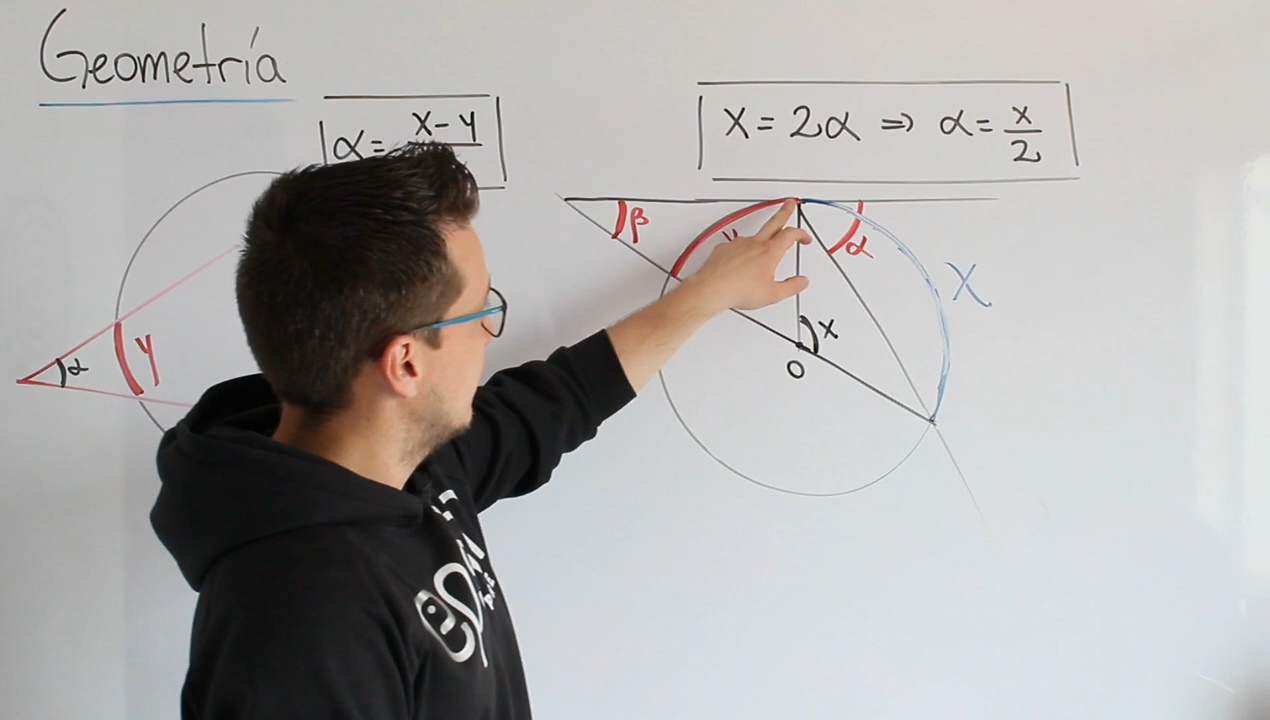 Geometría
α = x - y
x = 2α ⇒ α = x/2
β
α
x
x
O
α
y